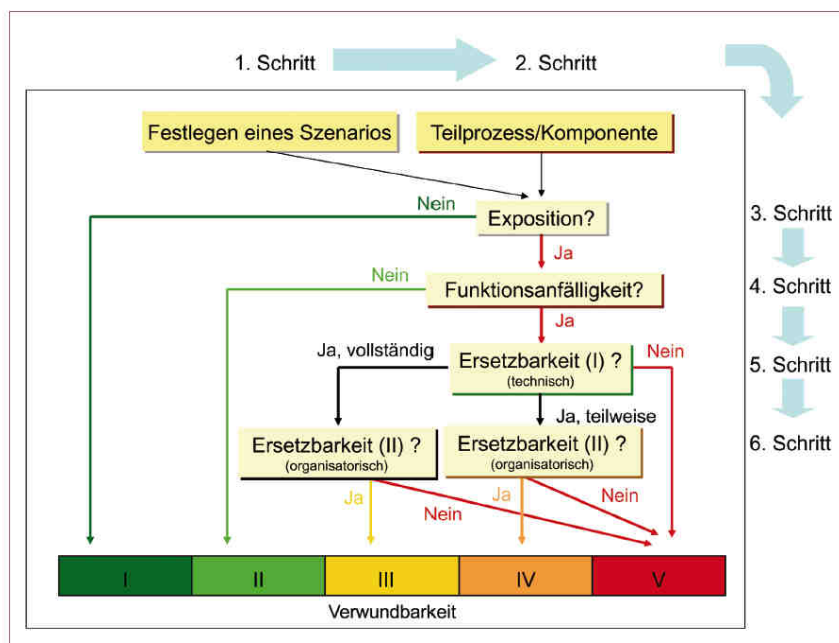 1. Schritt
2. Schritt
Festlegen eines Szenarios
Teilprozess/Komponente
Nein
Exposition?
3. Schritt
Ja
Nein
Funktionsanfälligkeit?
4. Schritt
Ja
Ja, vollständig
Ersetzbarkeit (I) ?
(technisch)
Nein
5. Schritt
Ja, teilweise
Ersetzbarkeit (II) ?
(organisatorisch)
Ersetzbarkeit (II) ?
(organisatorisch)
6. Schritt
Ja
Nein
Ja
Nein
I
II
III
IV
V
Verwundbarkeit